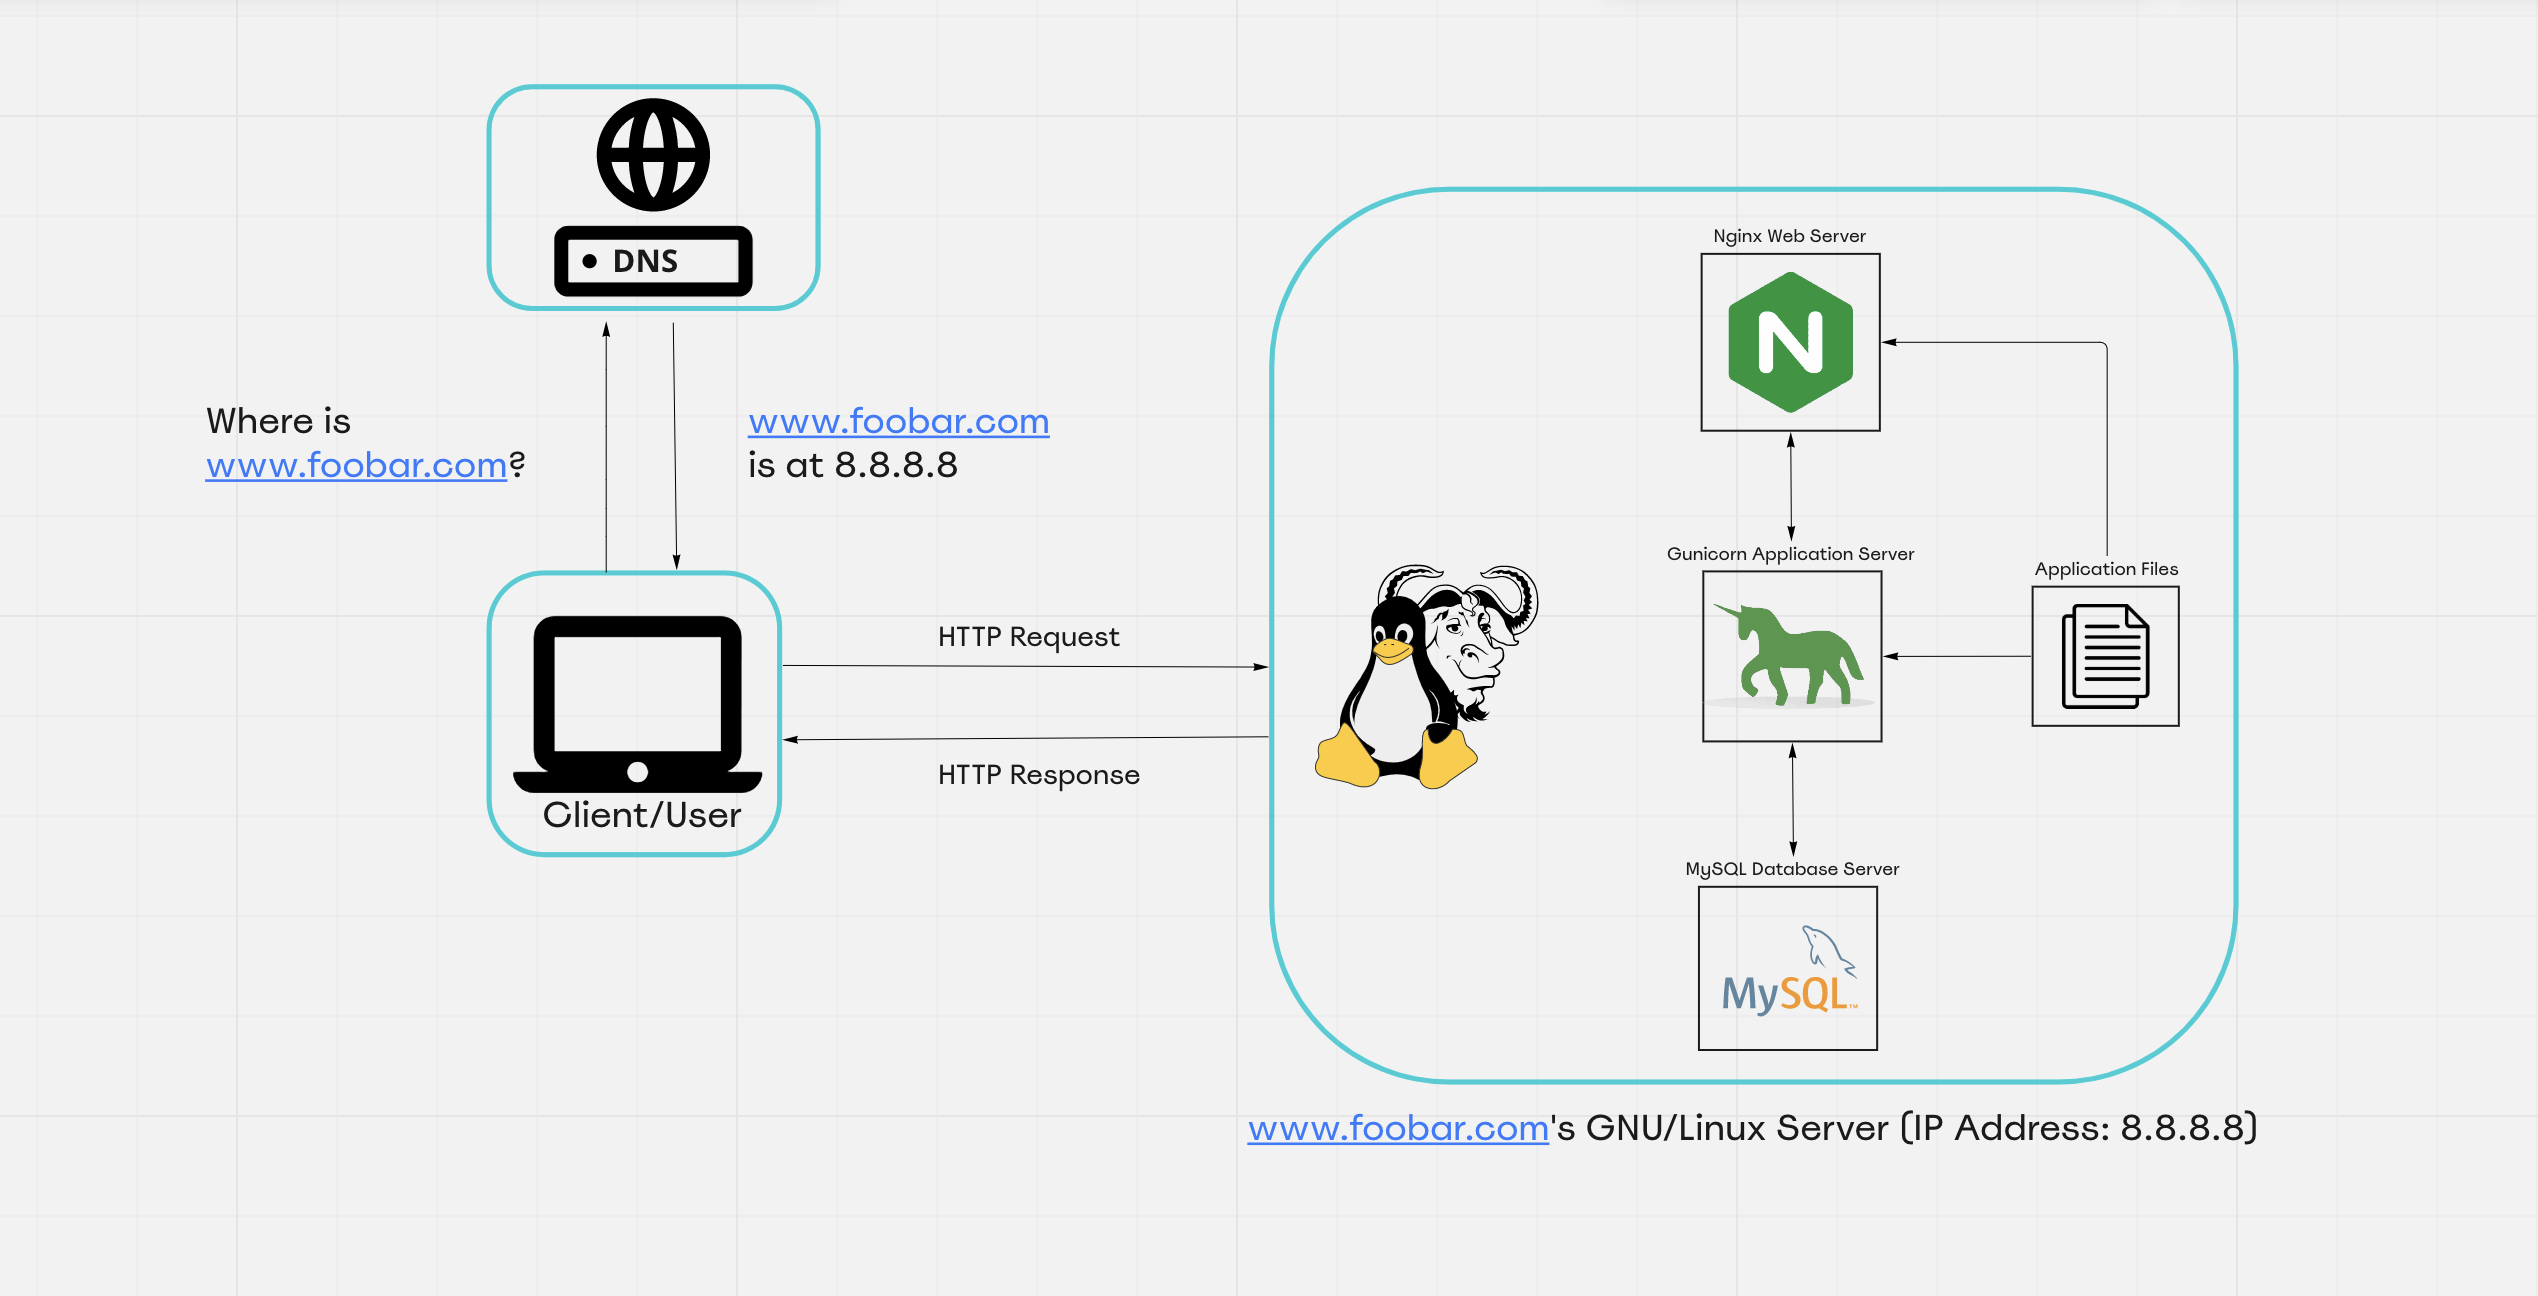 DNS
Where is
www.foobar.com?
www.foobar.com
is at 8.8.8.8
Client/User
HTTP Request
HTTP Response
Nginx Web Server
N
Gunicorn Application Server
Application Files
MySQL Database Server
MySQL™
www.foobar.com's GNU/Linux Server (IP Address: 8.8.8.8)